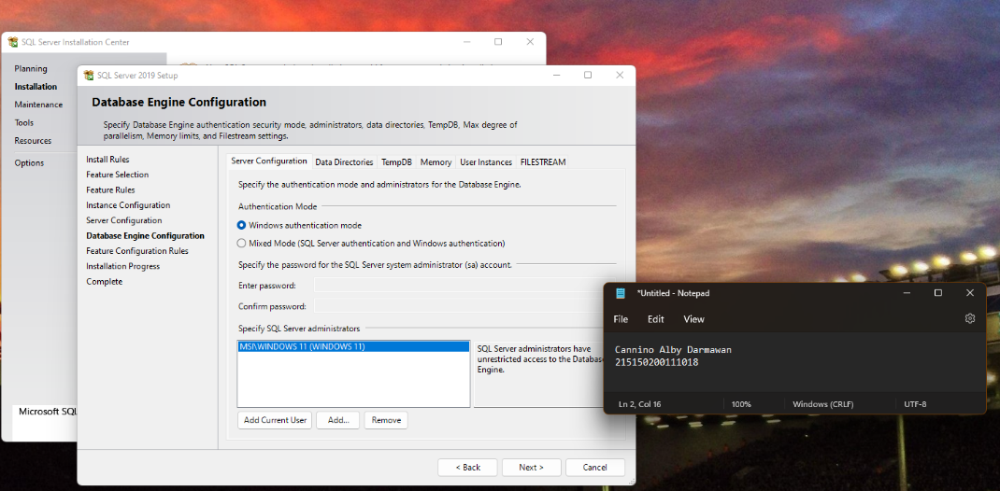 SQL Server Installation Center
Planning
Installation
Maintenance
Tools
Resources
Options
Microsoft SQL
SQL Server 2019 Setup
Database Engine Configuration
Specify Database Engine authentication security mode, administrators, data directories, TempDB, Max degree of
parallelism, Memory limits, and Filestream settings.
Install Rules
Feature Selection
Feature Rules
Instance Configuration
Server Configuration
Database Engine Configuration
Feature Configuration Rules
Installation Progress
Complete
Server Configuration Data Directories TempDB Memory User Instances FILESTREAM
Specify the authentication mode and administrators for the Database Engine.
Authentication Mode
Windows authentication mode
Mixed Mode (SQL Server authentication and Windows authentication)
Specify the password for the SQL Server system administrator (sa) account.
Enter password:
Confirm password:
Specify SQL Server administrators
MSI\WINDOWS 11 (WINDOWS 11)
SQL Server administrators have
unrestricted access to the Database
Engine.
Add Current User Add... Remove
< Back Next > Cancel
*Untitled - Notepad
File Edit View
Cannino Alby Darmawan
215150200111018
Ln 2, Col 16 100% Windows (CRLF) UTF-8